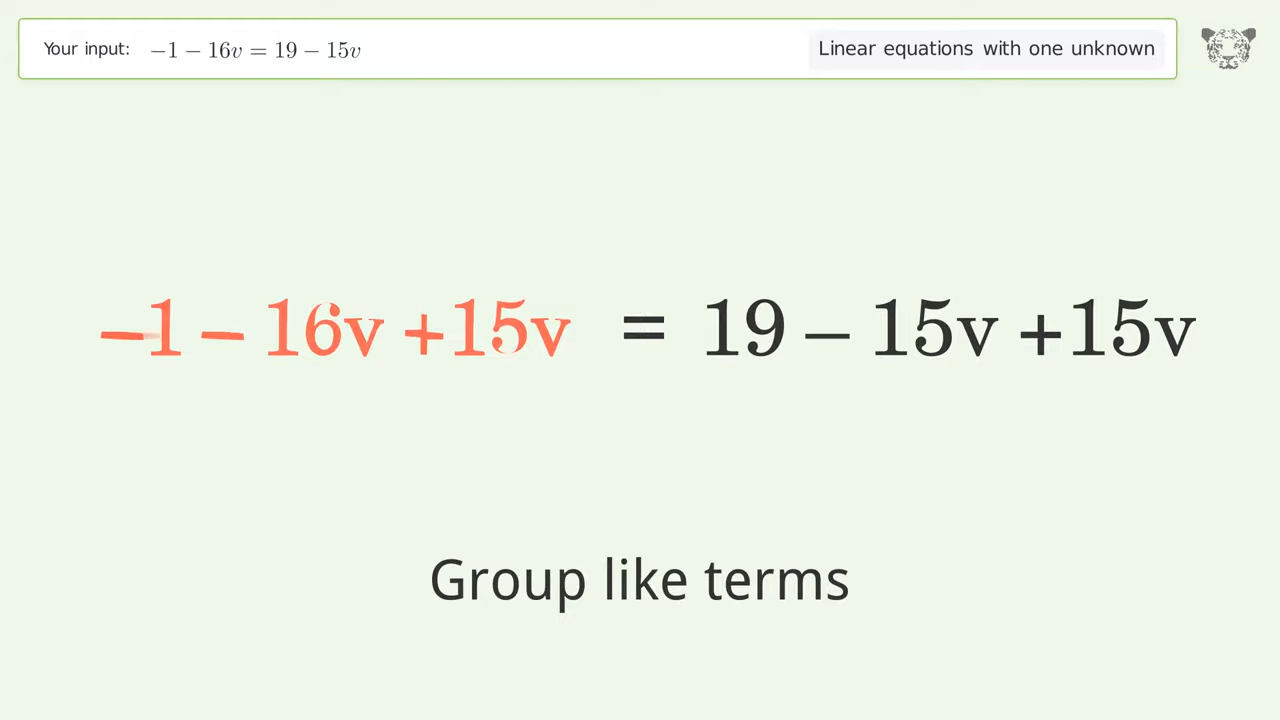 Your input: −1 − 16v = 19 − 15v
Linear equations with one unknown
−1 − 16v +15v = 19 − 15v +15v
Group like terms